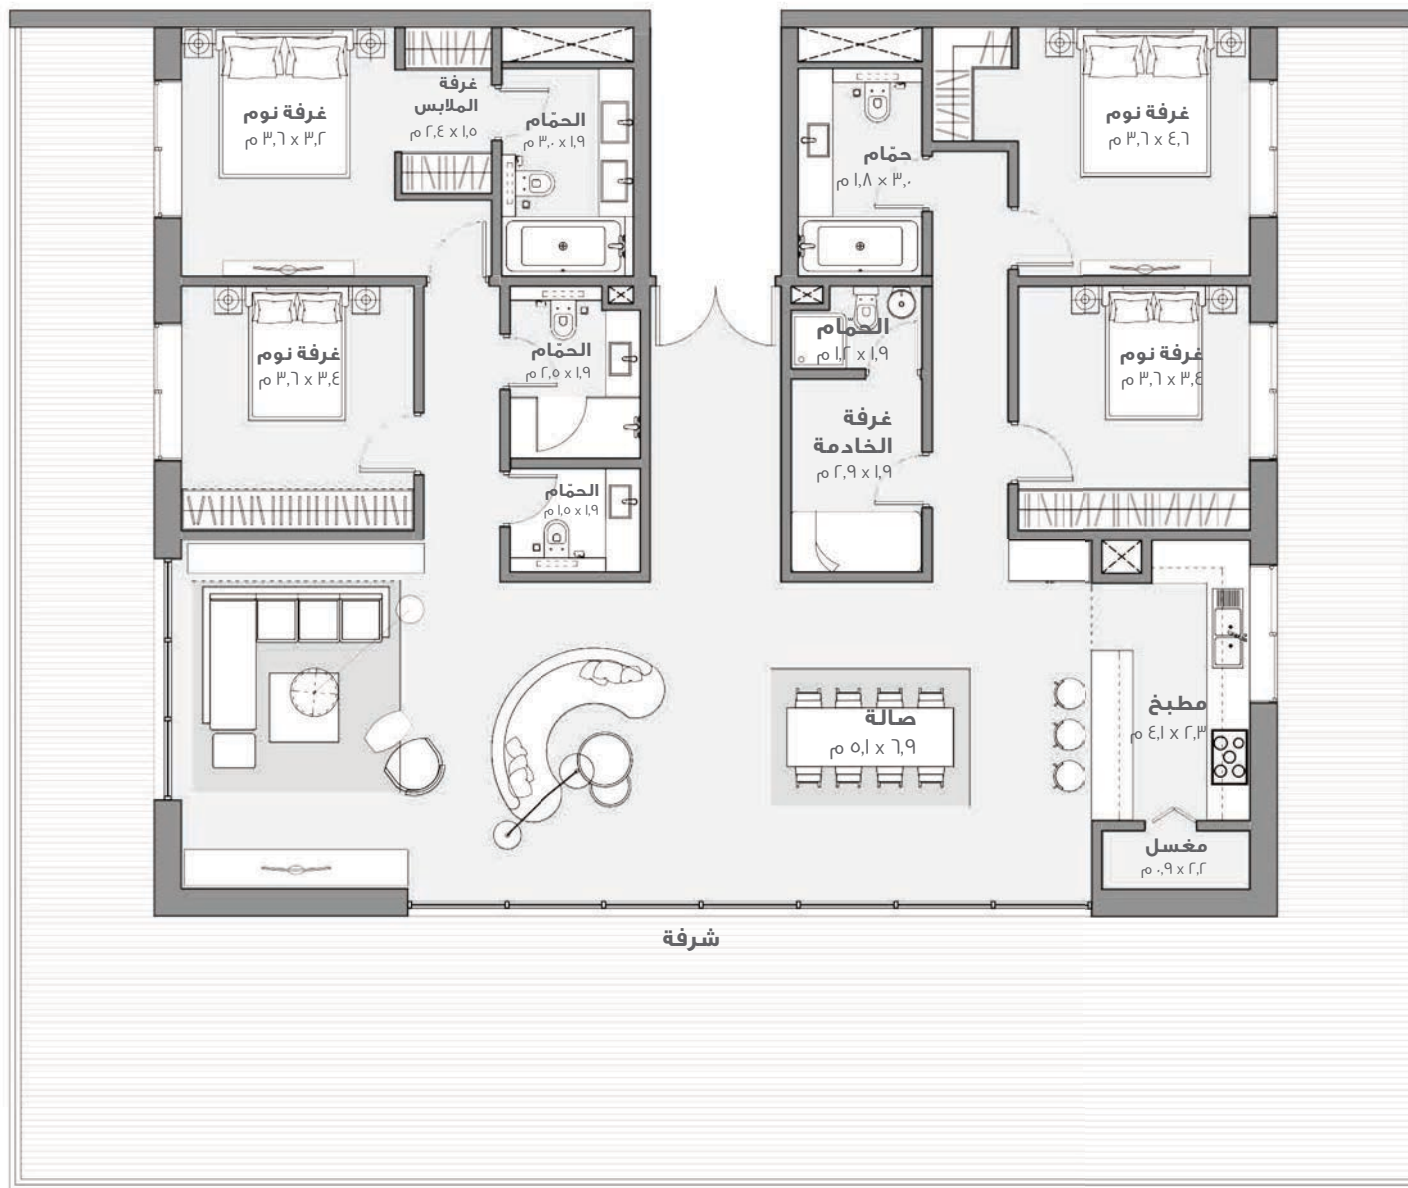 غرفة نوم
٣,٦ x ٣,٢ م
غرفة
الملابس
٢,٤ x ١,٥ م
الحمّام
٣,٠ x ١,٩ م
حمّام
١,٨ x ٣,٠ م
غرفة نوم
٣,٦ x ٤,٦ م
غرفة نوم
٣,٦ x ٣,٤ م
الحمّام
٢,٥ x ١,٩ م
الحمّام
١,٢ x ١,٩ م
غرفة نوم
٣,٦ x ٣,٤ م
غرفة
الخادمة
٢,٩ x ١,٩ م
الحمّام
١,٥ x ١,٩ م
صالة
٥,١ x ٦,٩ م
مطبخ
٤,١ x ٢,٣ م
مغسل
٠,٩ x ٢,٢ م
شرفة